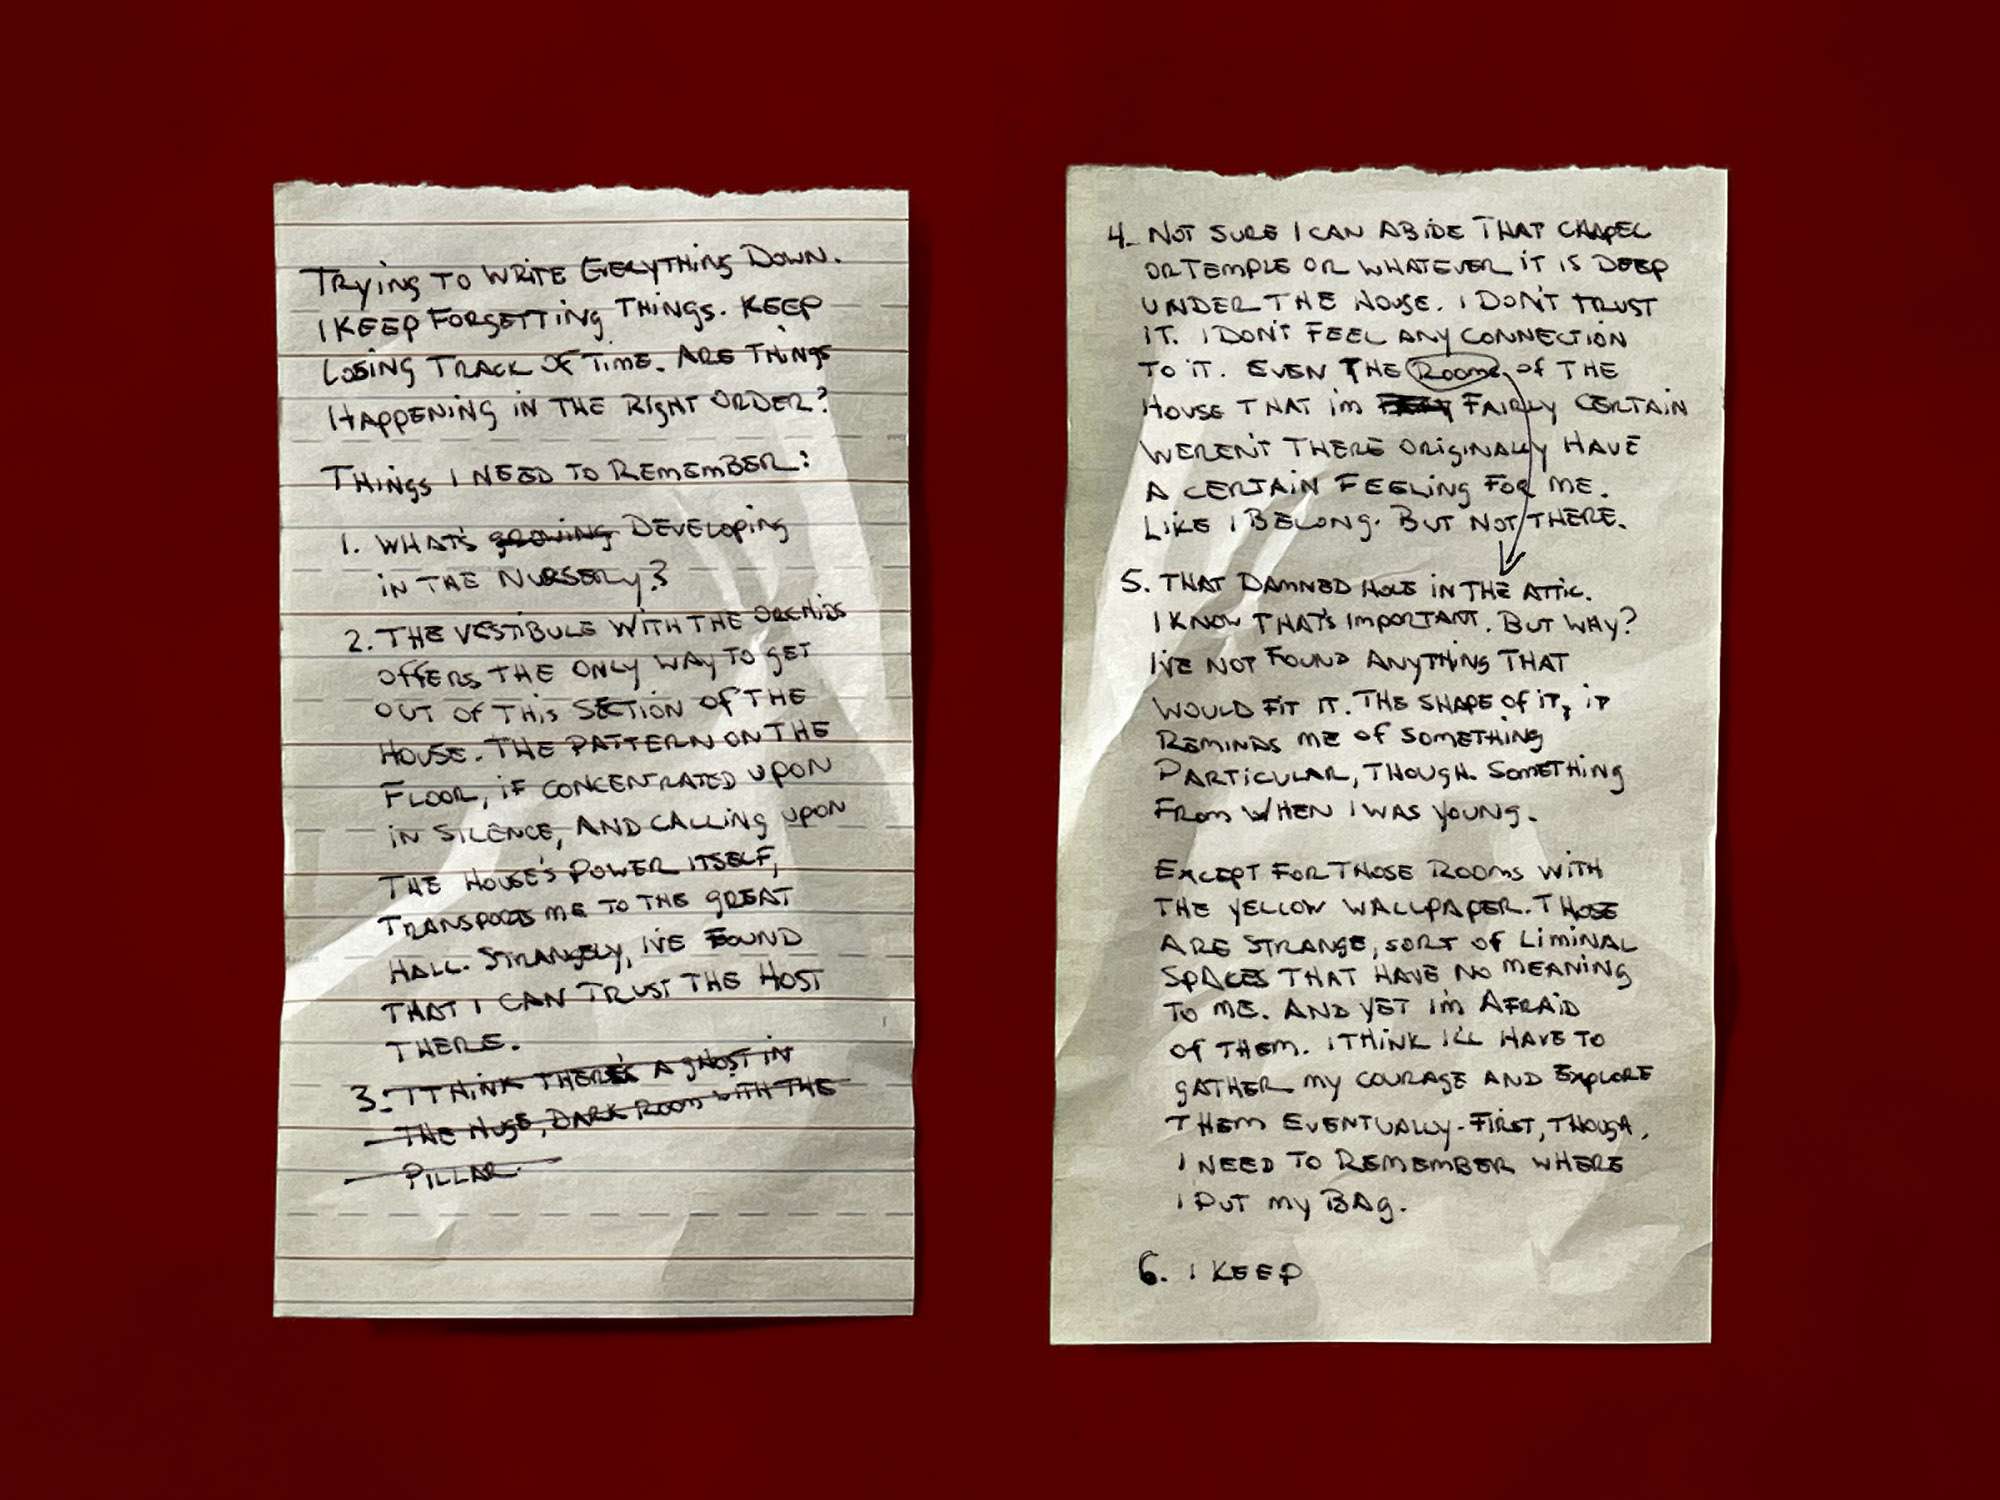 Trying to Write Everything Down.
I keep forgetting things. Keep
losing track of time. Are things
happening in the right order?
Things I need to remember:
1. What's growing developing
in the nursery?
2. The vestibule with the orchids
offers the only way to get
out of this section of the
house. The pattern on the
floor, if concentrated upon
in silence, and calling upon
the house's power itself,
transports me to the great
hall. Strangely, I've found
that I can trust the Host
there.
3. I think there's a ghost in
the huge, dark room with the
pillar.
4. Not sure I can abide that chapel
or temple or whatever it is deep
under the house. I don't trust
it. I don't feel any connection
to it. Even the rooms of the
house that I'm fairly certain
weren't there originally have
a certain feeling for me.
Like I belong. But not there.
5. That damned hole in the attic.
I know that's important. But why?
I've not found anything that
would fit it. The shape of it, it
reminds me of something
particular, though. Something
from when I was young.
Except for those rooms with
the yellow wallpaper. Those
are strange, sort of liminal
spaces that have no meaning
to me. And yet I'm afraid
of them. I think I'll have to
gather my courage and explore
them eventually. First, though,
I need to remember where
I put my bag.
6. I keep